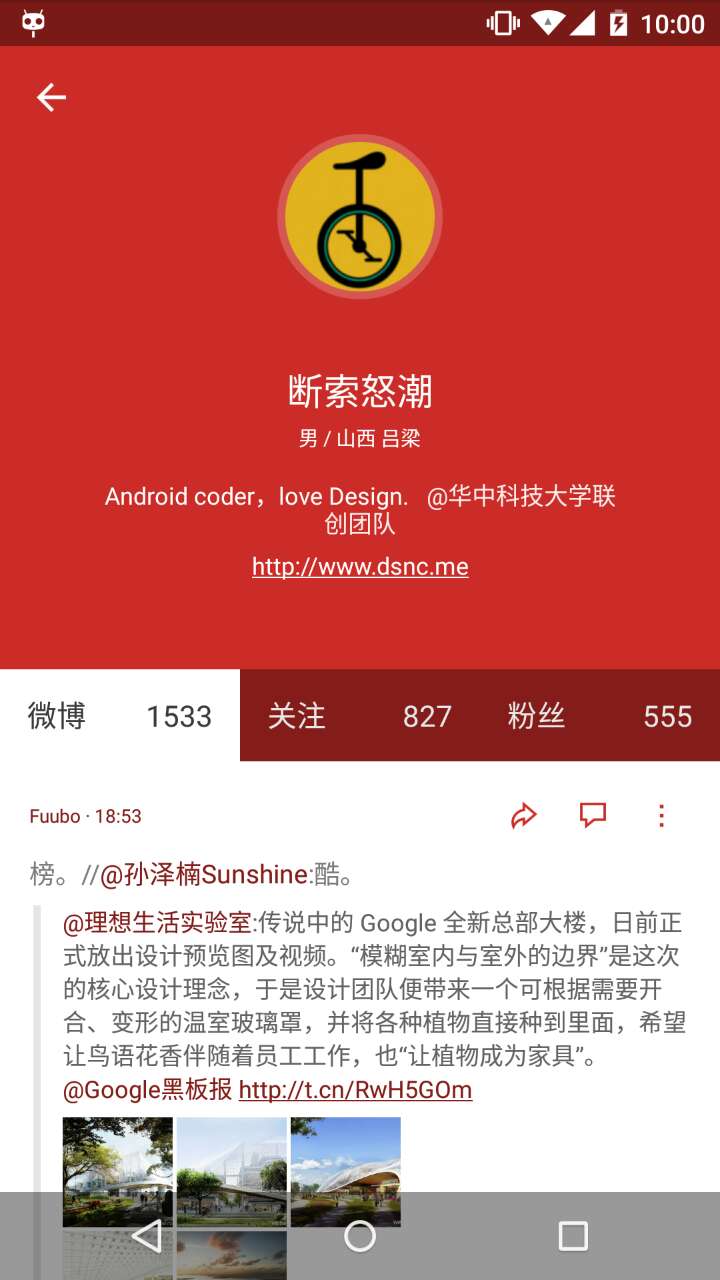 10:00
断索怒潮
男 / 山西 吕梁
Android coder，love Design. @华中科技大学联
创团队
http://www.dsnc.me
微博 1533 关注 827 粉丝 555
Fuubo · 18:53
榜。//@孙泽楠Sunshine:酷。
@理想生活实验室:传说中的 Google 全新总部大楼，日前正
式放出设计预览图及视频。“模糊室内与室外的边界”是这次
的核心设计理念，于是设计团队便带来一个可根据需要开
合、变形的温室玻璃罩，并将各种植物直接种到里面，希望
让鸟语花香伴随着员工工作，也“让植物成为家具”。
@Google黑板报 http://t.cn/RwH5GOm